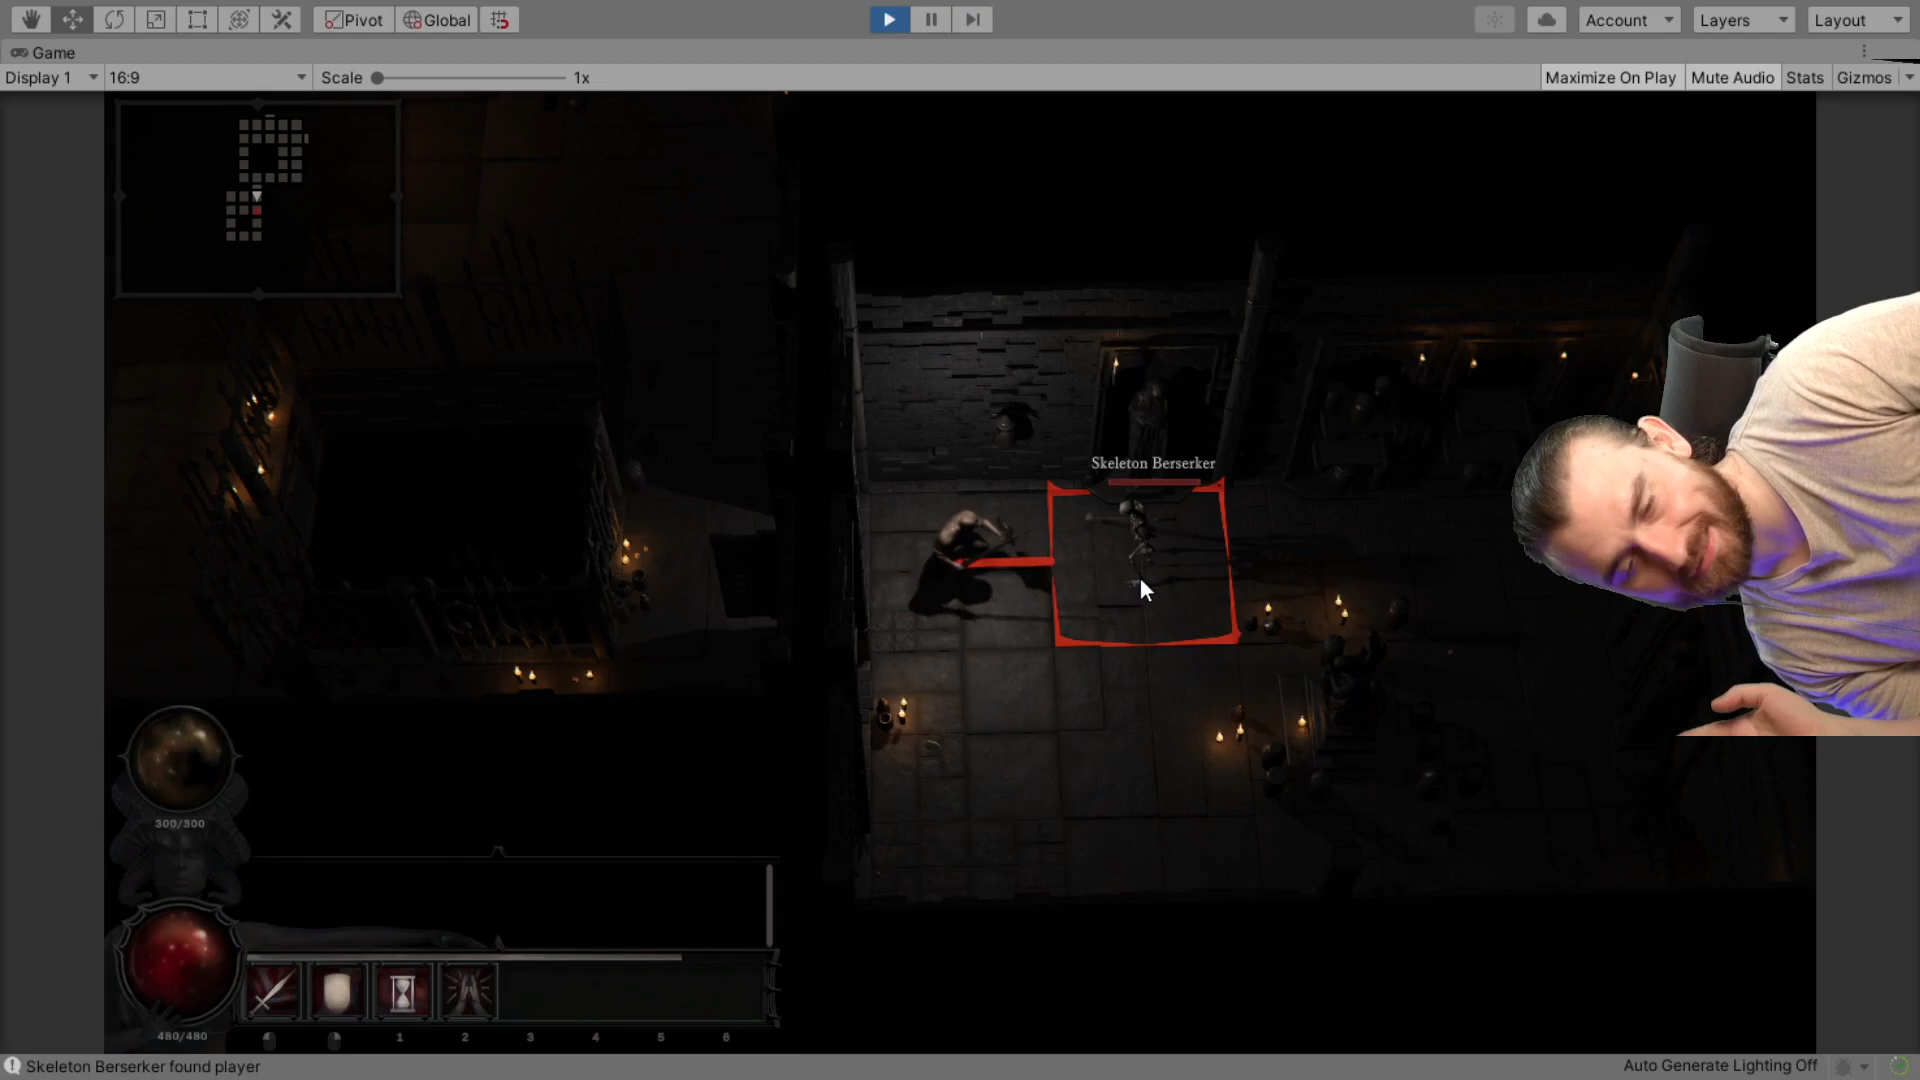 Pivot Global Account Layers Layout
Game
Display 1 16:9 Scale 1x Maximize On Play Mute Audio Stats Gizmos
Skeleton Berserker
300/300
480/480 1 2 3 4 5 6
Skeleton Berserker found player Auto Generate Lighting Off